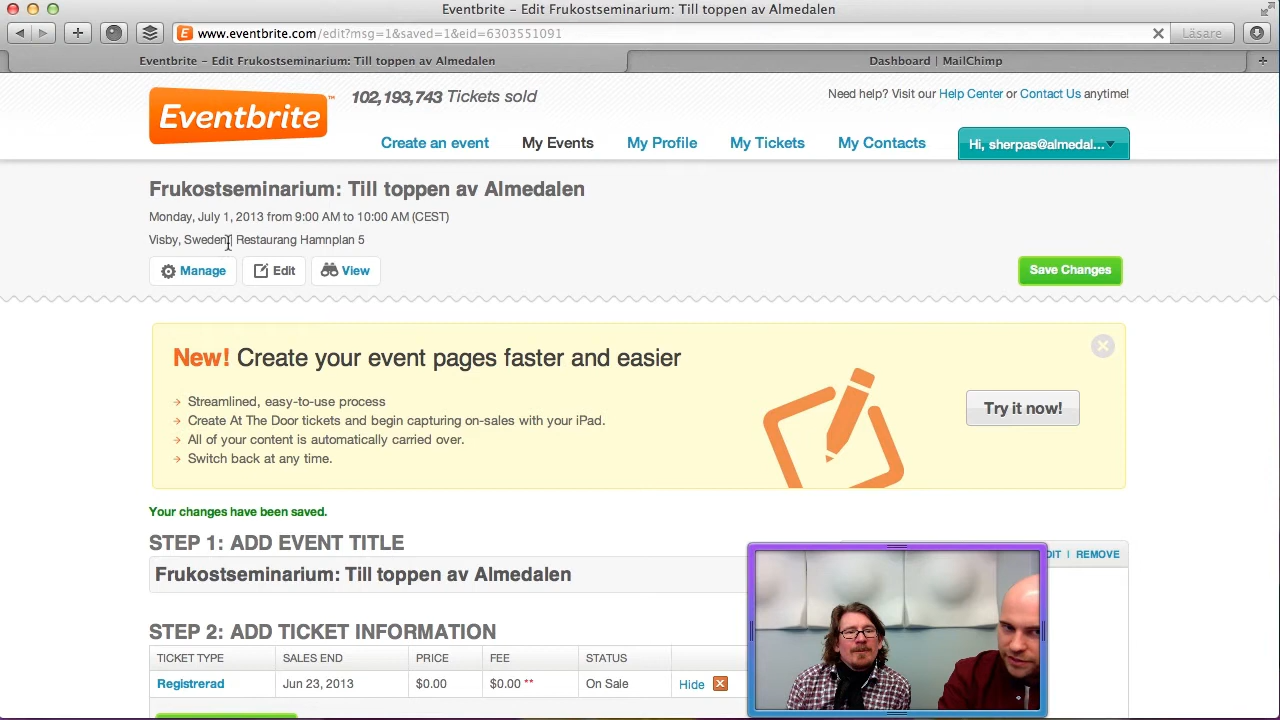 Eventbrite - Edit Frukostseminarium: Till toppen av Almedalen
www.eventbrite.com/edit?msg=1&saved=1&eid=6303551091
Läsare
Eventbrite - Edit Frukostseminarium: Till toppen av Almedalen
Dashboard | MailChimp
Eventbrite™
102,193,743 Tickets sold
Need help? Visit our Help Center or Contact Us anytime!
Create an event
My Events
My Profile
My Tickets
My Contacts
Hi, sherpas@almedal...
Frukostseminarium: Till toppen av Almedalen
Monday, July 1, 2013 from 9:00 AM to 10:00 AM (CEST)
Visby, Sweden Restaurang Hamnplan 5
Manage
Edit
View
Save Changes
New! Create your event pages faster and easier
Streamlined, easy-to-use process
Create At The Door tickets and begin capturing on-sales with your iPad.
All of your content is automatically carried over.
Switch back at any time.
Try it now!
Your changes have been saved.
STEP 1: ADD EVENT TITLE
REMOVE
Frukostseminarium: Till toppen av Almedalen
STEP 2: ADD TICKET INFORMATION
TICKET TYPE SALES END PRICE FEE STATUS
Registrerad Jun 23, 2013 $0.00 $0.00 ** On Sale Hide